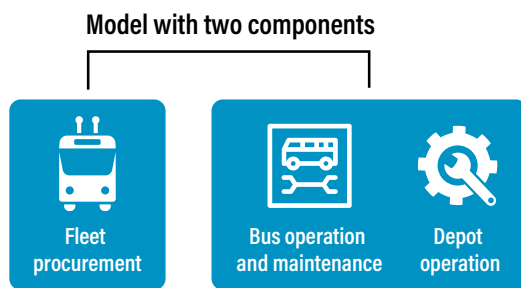 Model with two components
Fleet
procurement
Bus operation
and maintenance
Depot
operation